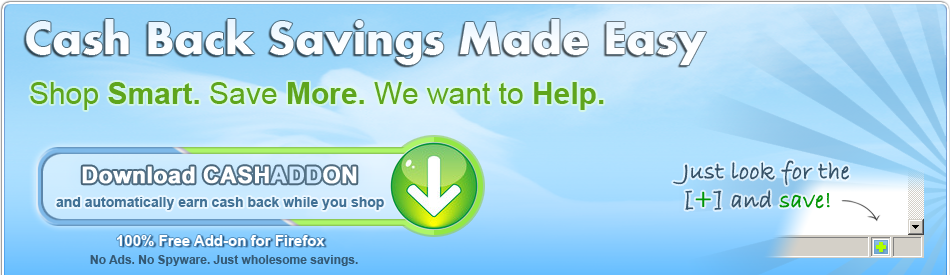 Cash Back Savings Made Easy
Shop Smart. Save More. We want to Help.
Download CASHADDON
and automatically earn cash back while you shop
100% Free Add-on for Firefox
No Ads. No Spyware. Just wholesome savings.
Just look for the
[+] and save!